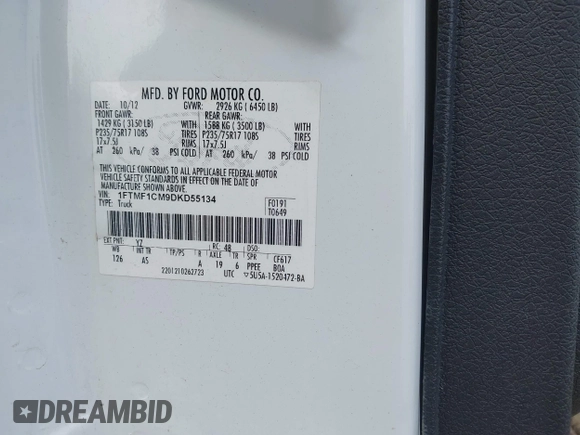 MFD. BY FORD MOTOR CO.
DATE: 10/12 GVWR: 2926 KG ( 6450 LB)
FRONT GAWR: REAR GAWR:
1429 KG ( 3150 LB) WITH 1588 KG ( 3500 LB) WITH
P235/75R17 108S TIRES P235/75R17 108S TIRES
17x7.5J RIMS 17x7.5J RIMS
AT 260 kPa/ 38 PSI COLD AT 260 kPa/ 38 PSI COLD
THIS VEHICLE CONFORMS TO ALL APPLICABLE FEDERAL MOTOR
VEHICLE SAFETY STANDARDS IN EFFECT ON THE DATE OF
MANUFACTURE SHOWN ABOVE.
VIN: 1FTMF1CM9DKD55134 F0191
TYPE: Truck T0649
EXT PNT: YZ RC: 48 DSO:
WB INT TR TP/PS R AXLE TR SPR CF617
126 AS A 19 6 PPEE BOA
2201210262723 UTC ▽5U5A-1520472-BA
DREAMBID